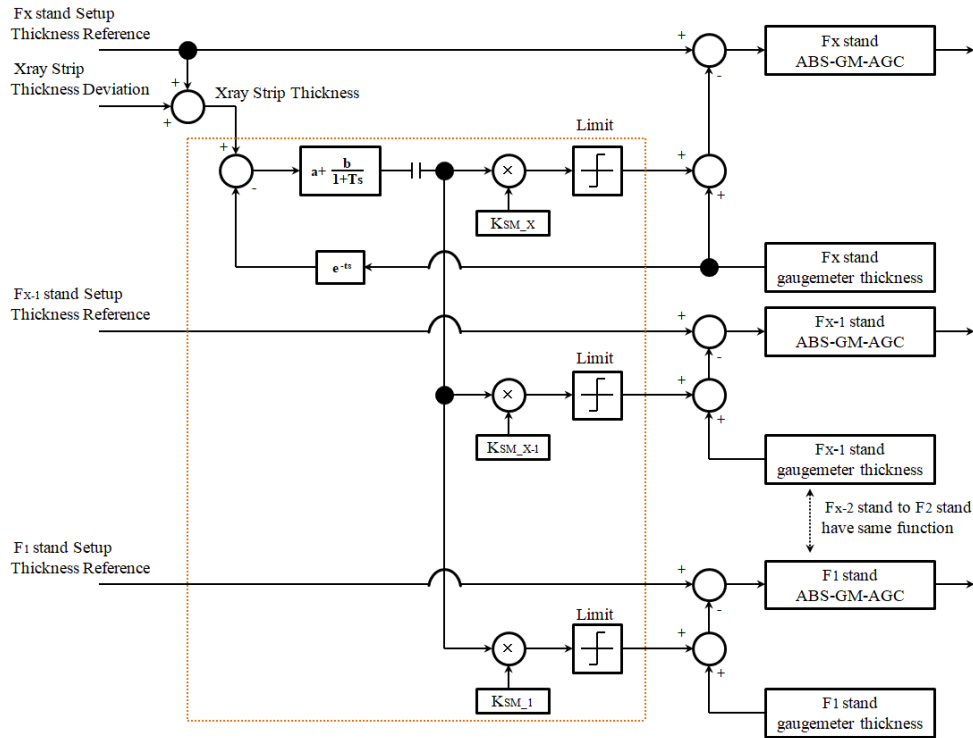 Fx stand Setup
Thickness Reference
Fx stand
ABS-GM-AGC
+
-
Xray Strip
Thickness Deviation
+
+
Xray Strip Thickness
+
-
a+ b/1+Ts
×
KSM_X
Limit
+
+
e-ts
Fx stand
gaugemeter thickness
Fx-1 stand Setup
Thickness Reference
+
-
Fx-1 stand
ABS-GM-AGC
Limit
×
KSM_X-1
+
+
Fx-1 stand
gaugemeter thickness
Fx-2 stand to F2 stand
have same function
F1 stand Setup
Thickness Reference
+
-
F1 stand
ABS-GM-AGC
Limit
×
KSM_1
+
+
F1 stand
gaugemeter thickness